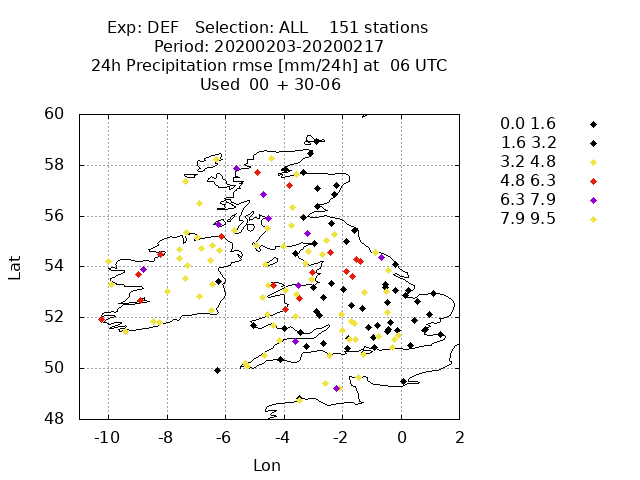 Exp: DEF Selection: ALL 151 stations
Period: 20200203-20200217
24h Precipitation rmse [mm/24h] at 06 UTC
Used 00 + 30-06
60
58
56
54
52
50
48
Lat
-10 -8 -6 -4 -2 0 2
Lon
0.0 1.6
1.6 3.2
3.2 4.8
4.8 6.3
6.3 7.9
7.9 9.5